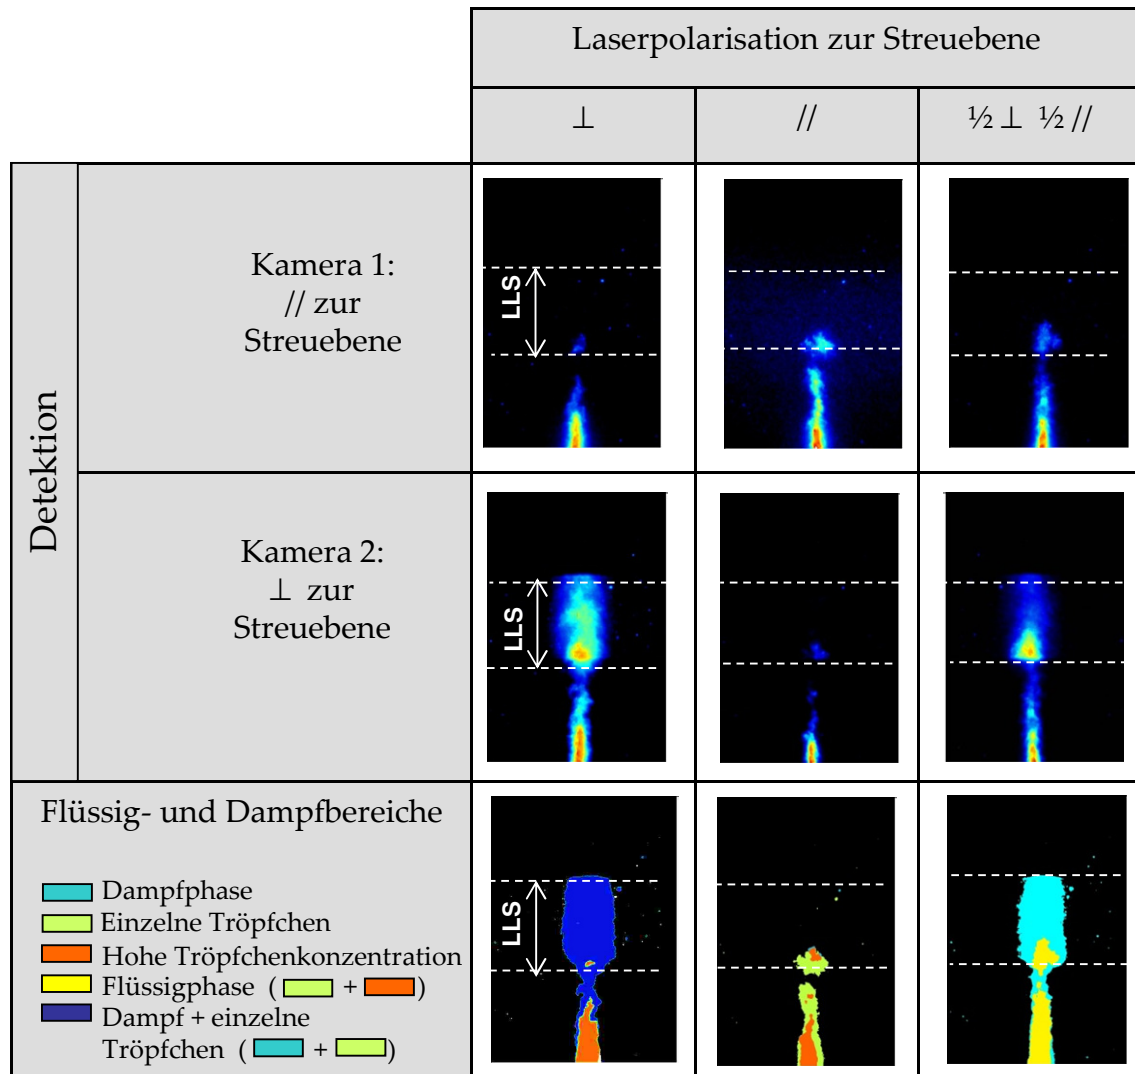 Laserpolarisation zur Streuebene
⊥
//
½ ⊥ ½ //
Detektion
Kamera 1:
// zur
Streuebene
LLS
Kamera 2:
⊥ zur
Streuebene
LLS
Flüssig- und Dampfbereiche
Dampfphase
Einzelne Tröpfchen
Hohe Tröpfchenkonzentration
Flüssigphase ( + )
Dampf + einzelne
Tröpfchen ( + )
LLS